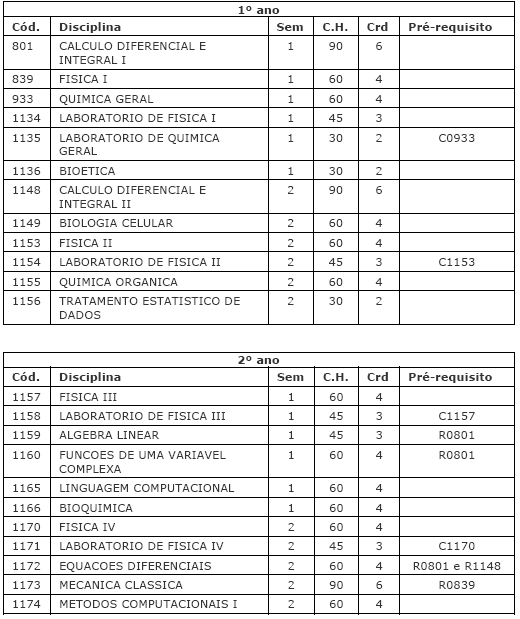 1º ano
Cód. Disciplina Sem C.H. Crd Pré-requisito
801 CALCULO DIFERENCIAL E INTEGRAL I 1 90 6
839 FISICA I 1 60 4
933 QUIMICA GERAL 1 60 4
1134 LABORATORIO DE FISICA I 1 45 3
1135 LABORATORIO DE QUIMICA GERAL 1 30 2 C0933
1136 BIOETICA 1 30 2
1148 CALCULO DIFERENCIAL E INTEGRAL II 2 90 6
1149 BIOLOGIA CELULAR 2 60 4
1153 FISICA II 2 60 4
1154 LABORATORIO DE FISICA II 2 45 3 C1153
1155 QUIMICA ORGANICA 2 60 4
1156 TRATAMENTO ESTATISTICO DE DADOS 2 30 2
2º ano
Cód. Disciplina Sem C.H. Crd Pré-requisito
1157 FISICA III 1 60 4
1158 LABORATORIO DE FISICA III 1 45 3 C1157
1159 ALGEBRA LINEAR 1 45 3 R0801
1160 FUNCOES DE UMA VARIAVEL COMPLEXA 1 60 4 R0801
1165 LINGUAGEM COMPUTACIONAL 1 60 4
1166 BIOQUIMICA 1 60 4
1170 FISICA IV 2 60 4
1171 LABORATORIO DE FISICA IV 2 45 3 C1170
1172 EQUACOES DIFERENCIAIS 2 60 4 R0801 e R1148
1173 MECANICA CLASSICA 2 90 6 R0839
1174 METODOS COMPUTACIONAIS I 2 60 4